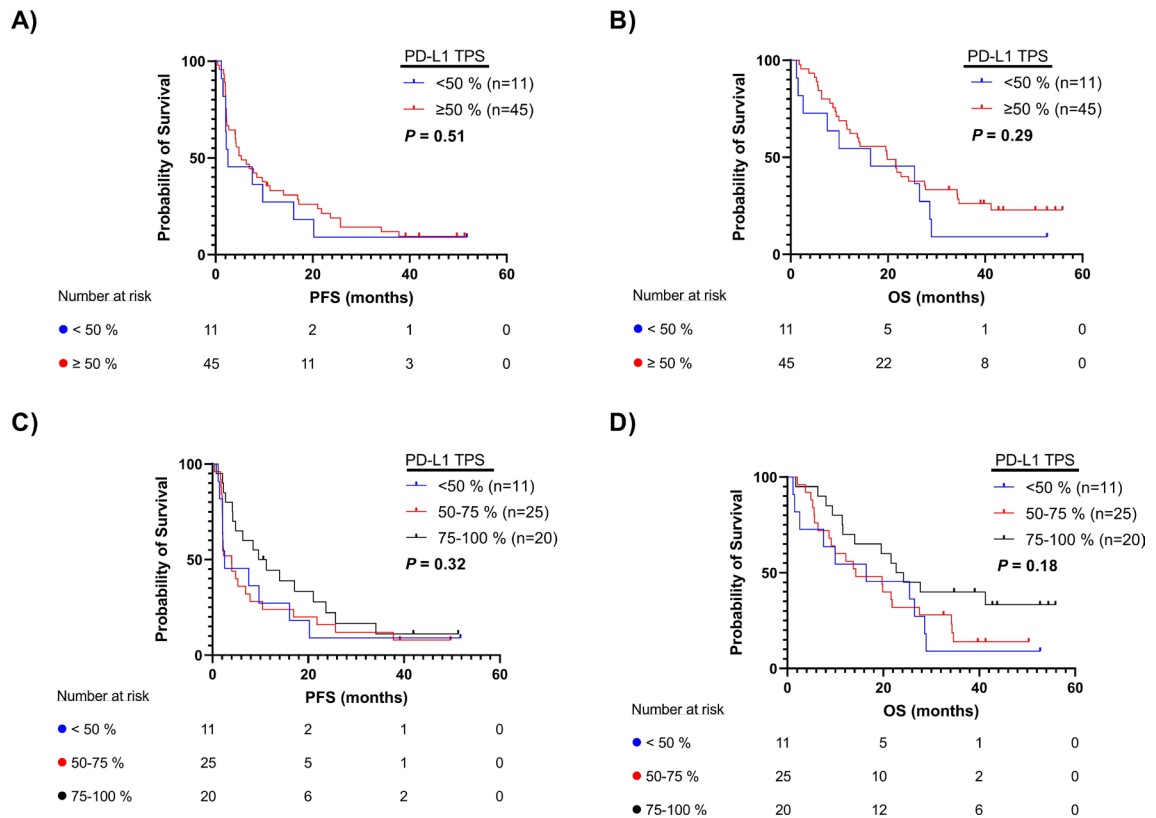 A)
PD-L1 TPS
<50 % (n=11)
≥50 % (n=45)
P = 0.51
Probability of Survival
100
50
0
0 20 40 60
PFS (months)
Number at risk
< 50 % 11 2 1 0
≥ 50 % 45 11 3 0
B)
PD-L1 TPS
<50 % (n=11)
≥50 % (n=45)
P = 0.29
Probability of Survival
100
50
0
0 20 40 60
OS (months)
Number at risk
< 50 % 11 5 1 0
≥ 50 % 45 22 8 0
C)
PD-L1 TPS
<50 % (n=11)
50-75 % (n=25)
75-100 % (n=20)
P = 0.32
Probability of Survival
100
50
0
0 20 40 60
PFS (months)
Number at risk
< 50 % 11 2 1 0
50-75 % 25 5 1 0
75-100 % 20 6 2 0
D)
PD-L1 TPS
<50 % (n=11)
50-75 % (n=25)
75-100 % (n=20)
P = 0.18
Probability of Survival
100
50
0
0 20 40 60
OS (months)
Number at risk
< 50 % 11 5 1 0
50-75 % 25 10 2 0
75-100 % 20 12 6 0